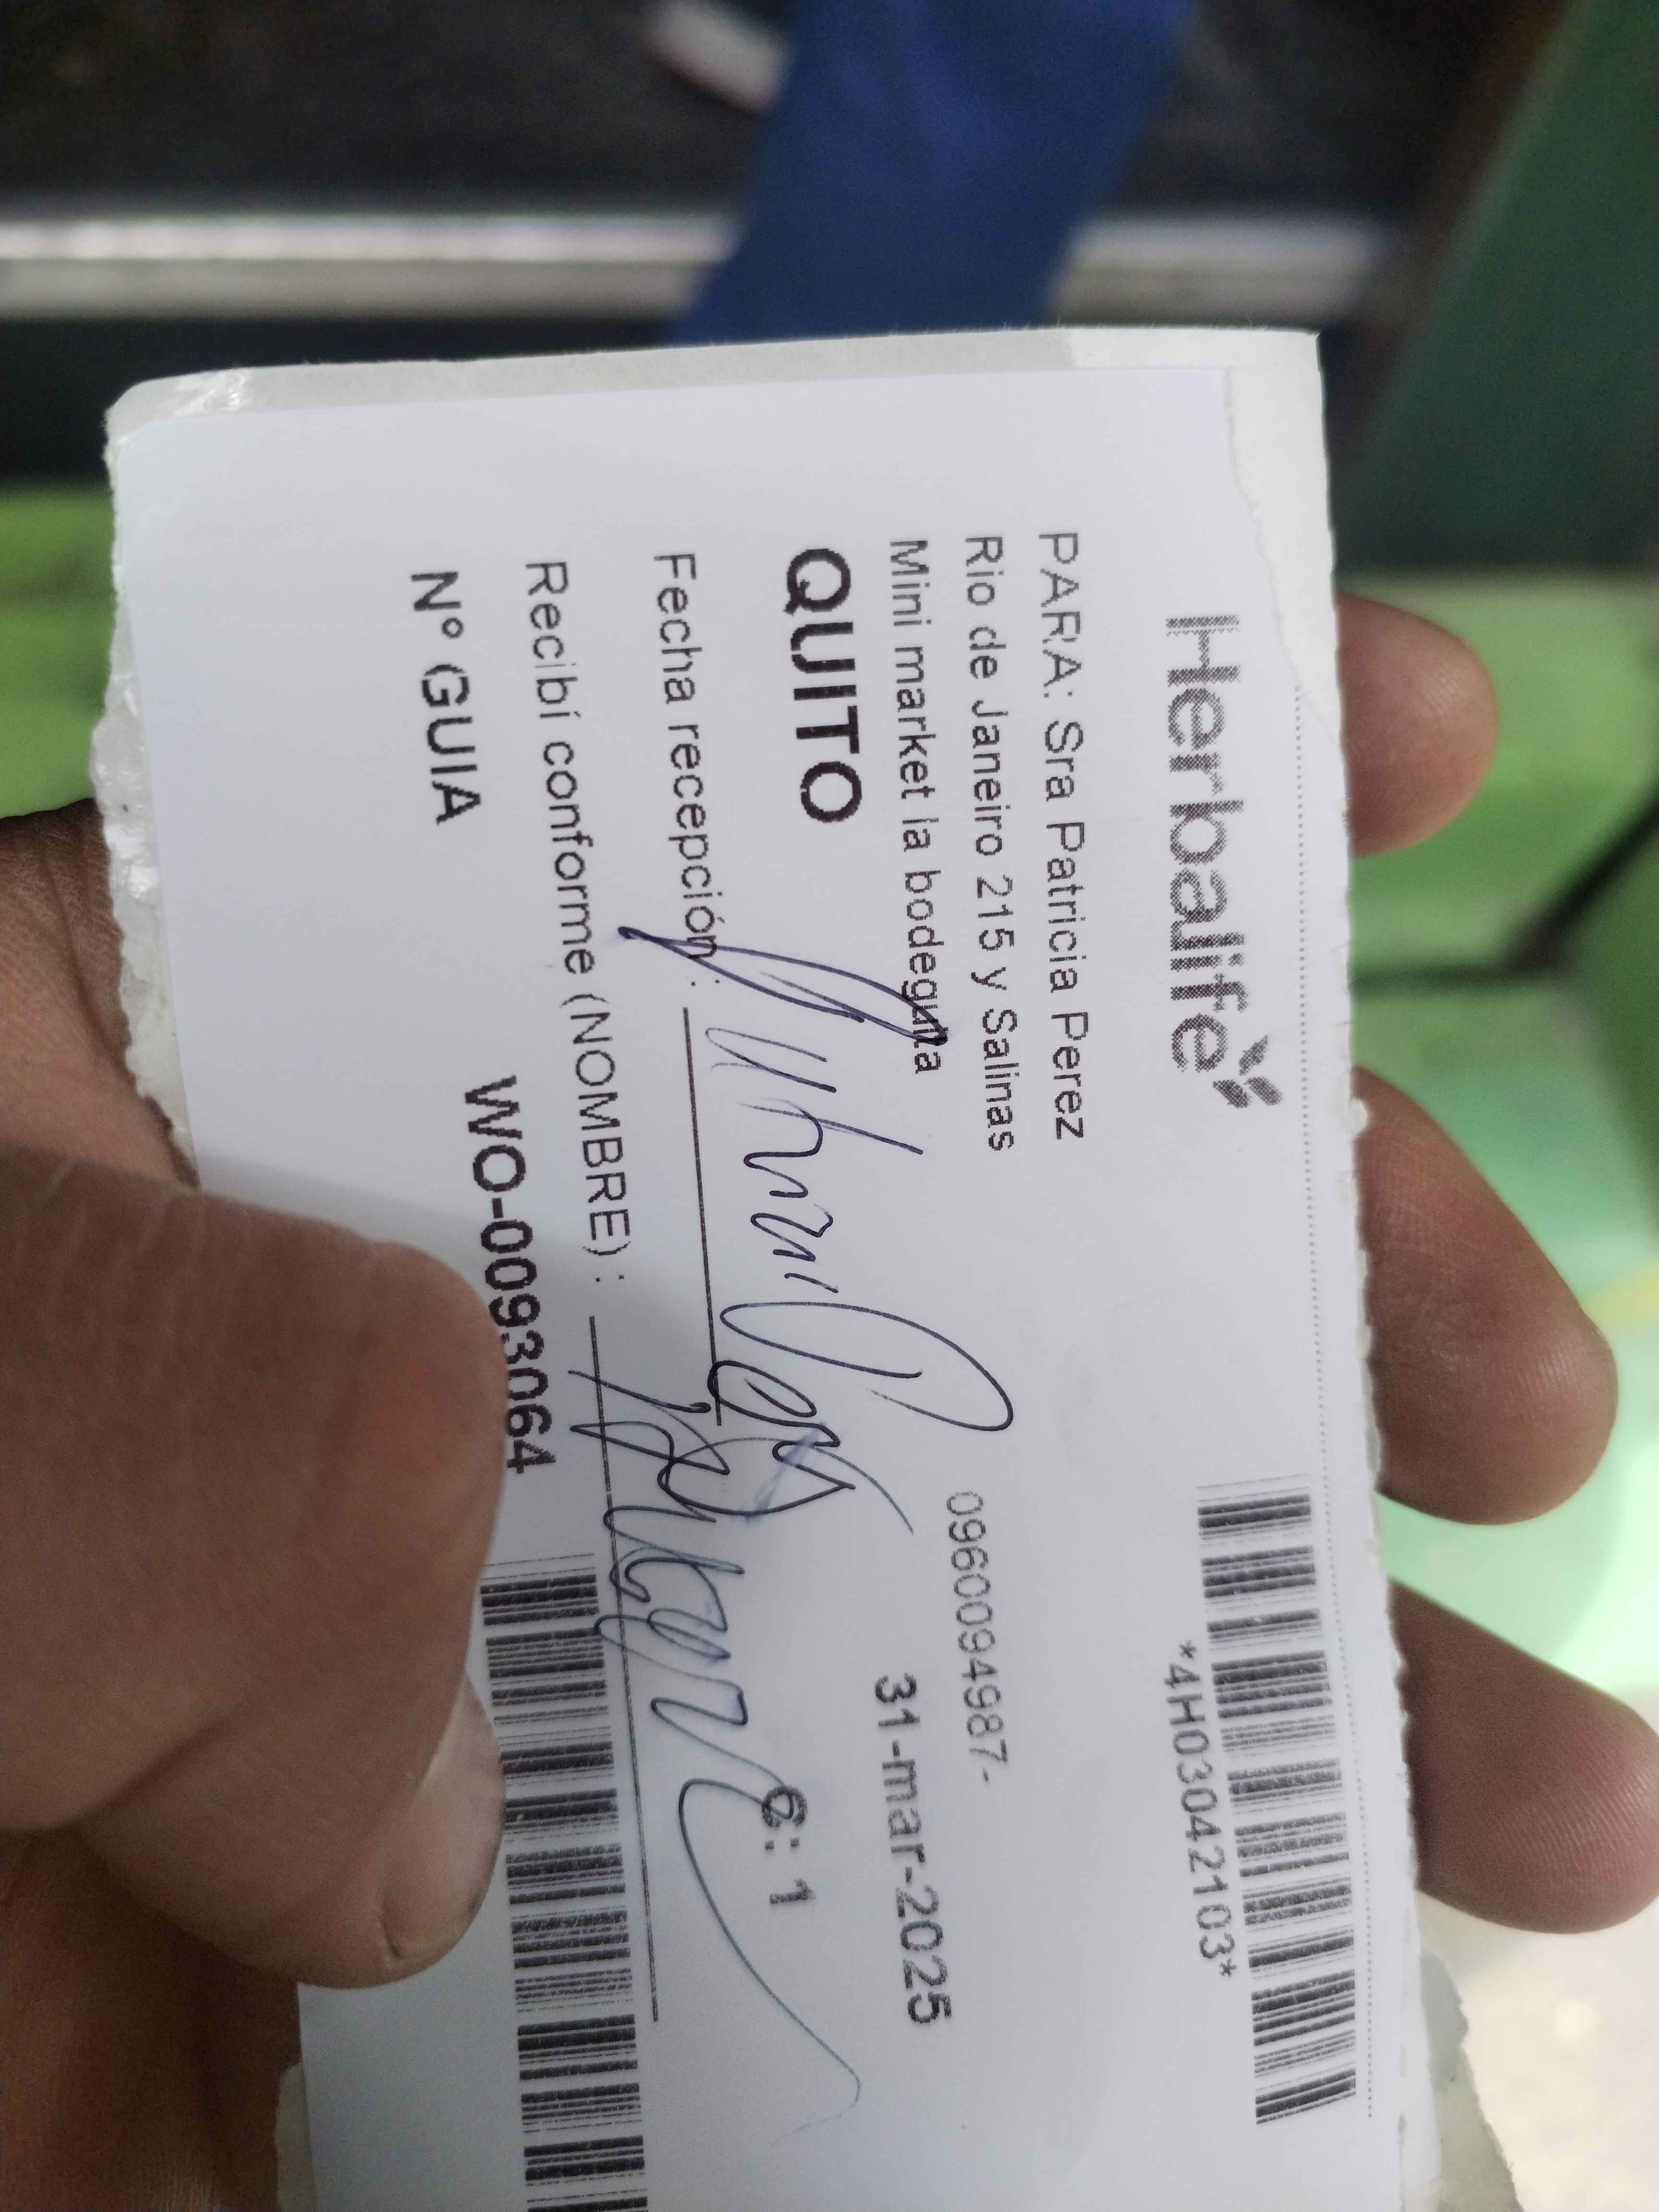 Herbalife
*4H03042103*
PARA: Sra Patricia Perez
Rio de Janeiro 215 y Salinas
0960094987-
Mini market la bodeguita
31-mar-2025
QUITO
C: 1
Fecha recepción :
Recibí conforme (NOMBRE) :
N° GUIA
WO-0093064